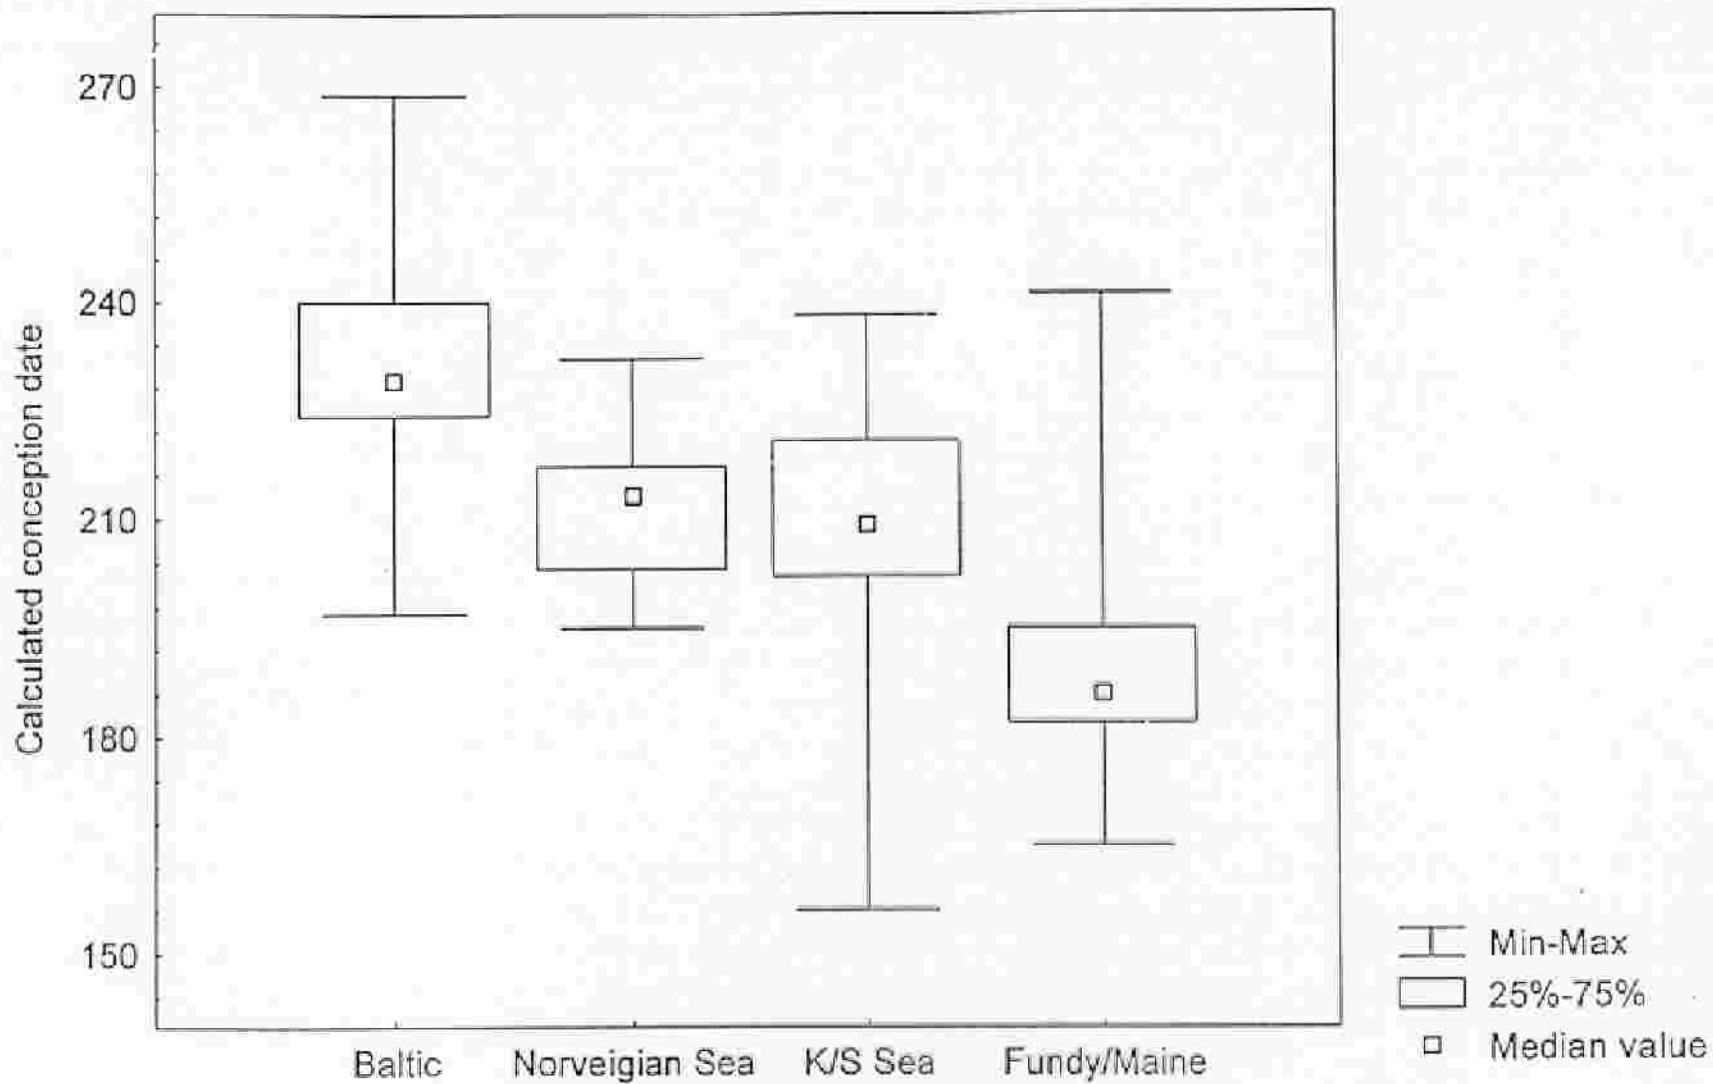 Calculated conception date
270
240
210
180
150
Baltic
Norveigian Sea
K/S Sea
Fundy/Maine
Min-Max
25%-75%
Median value